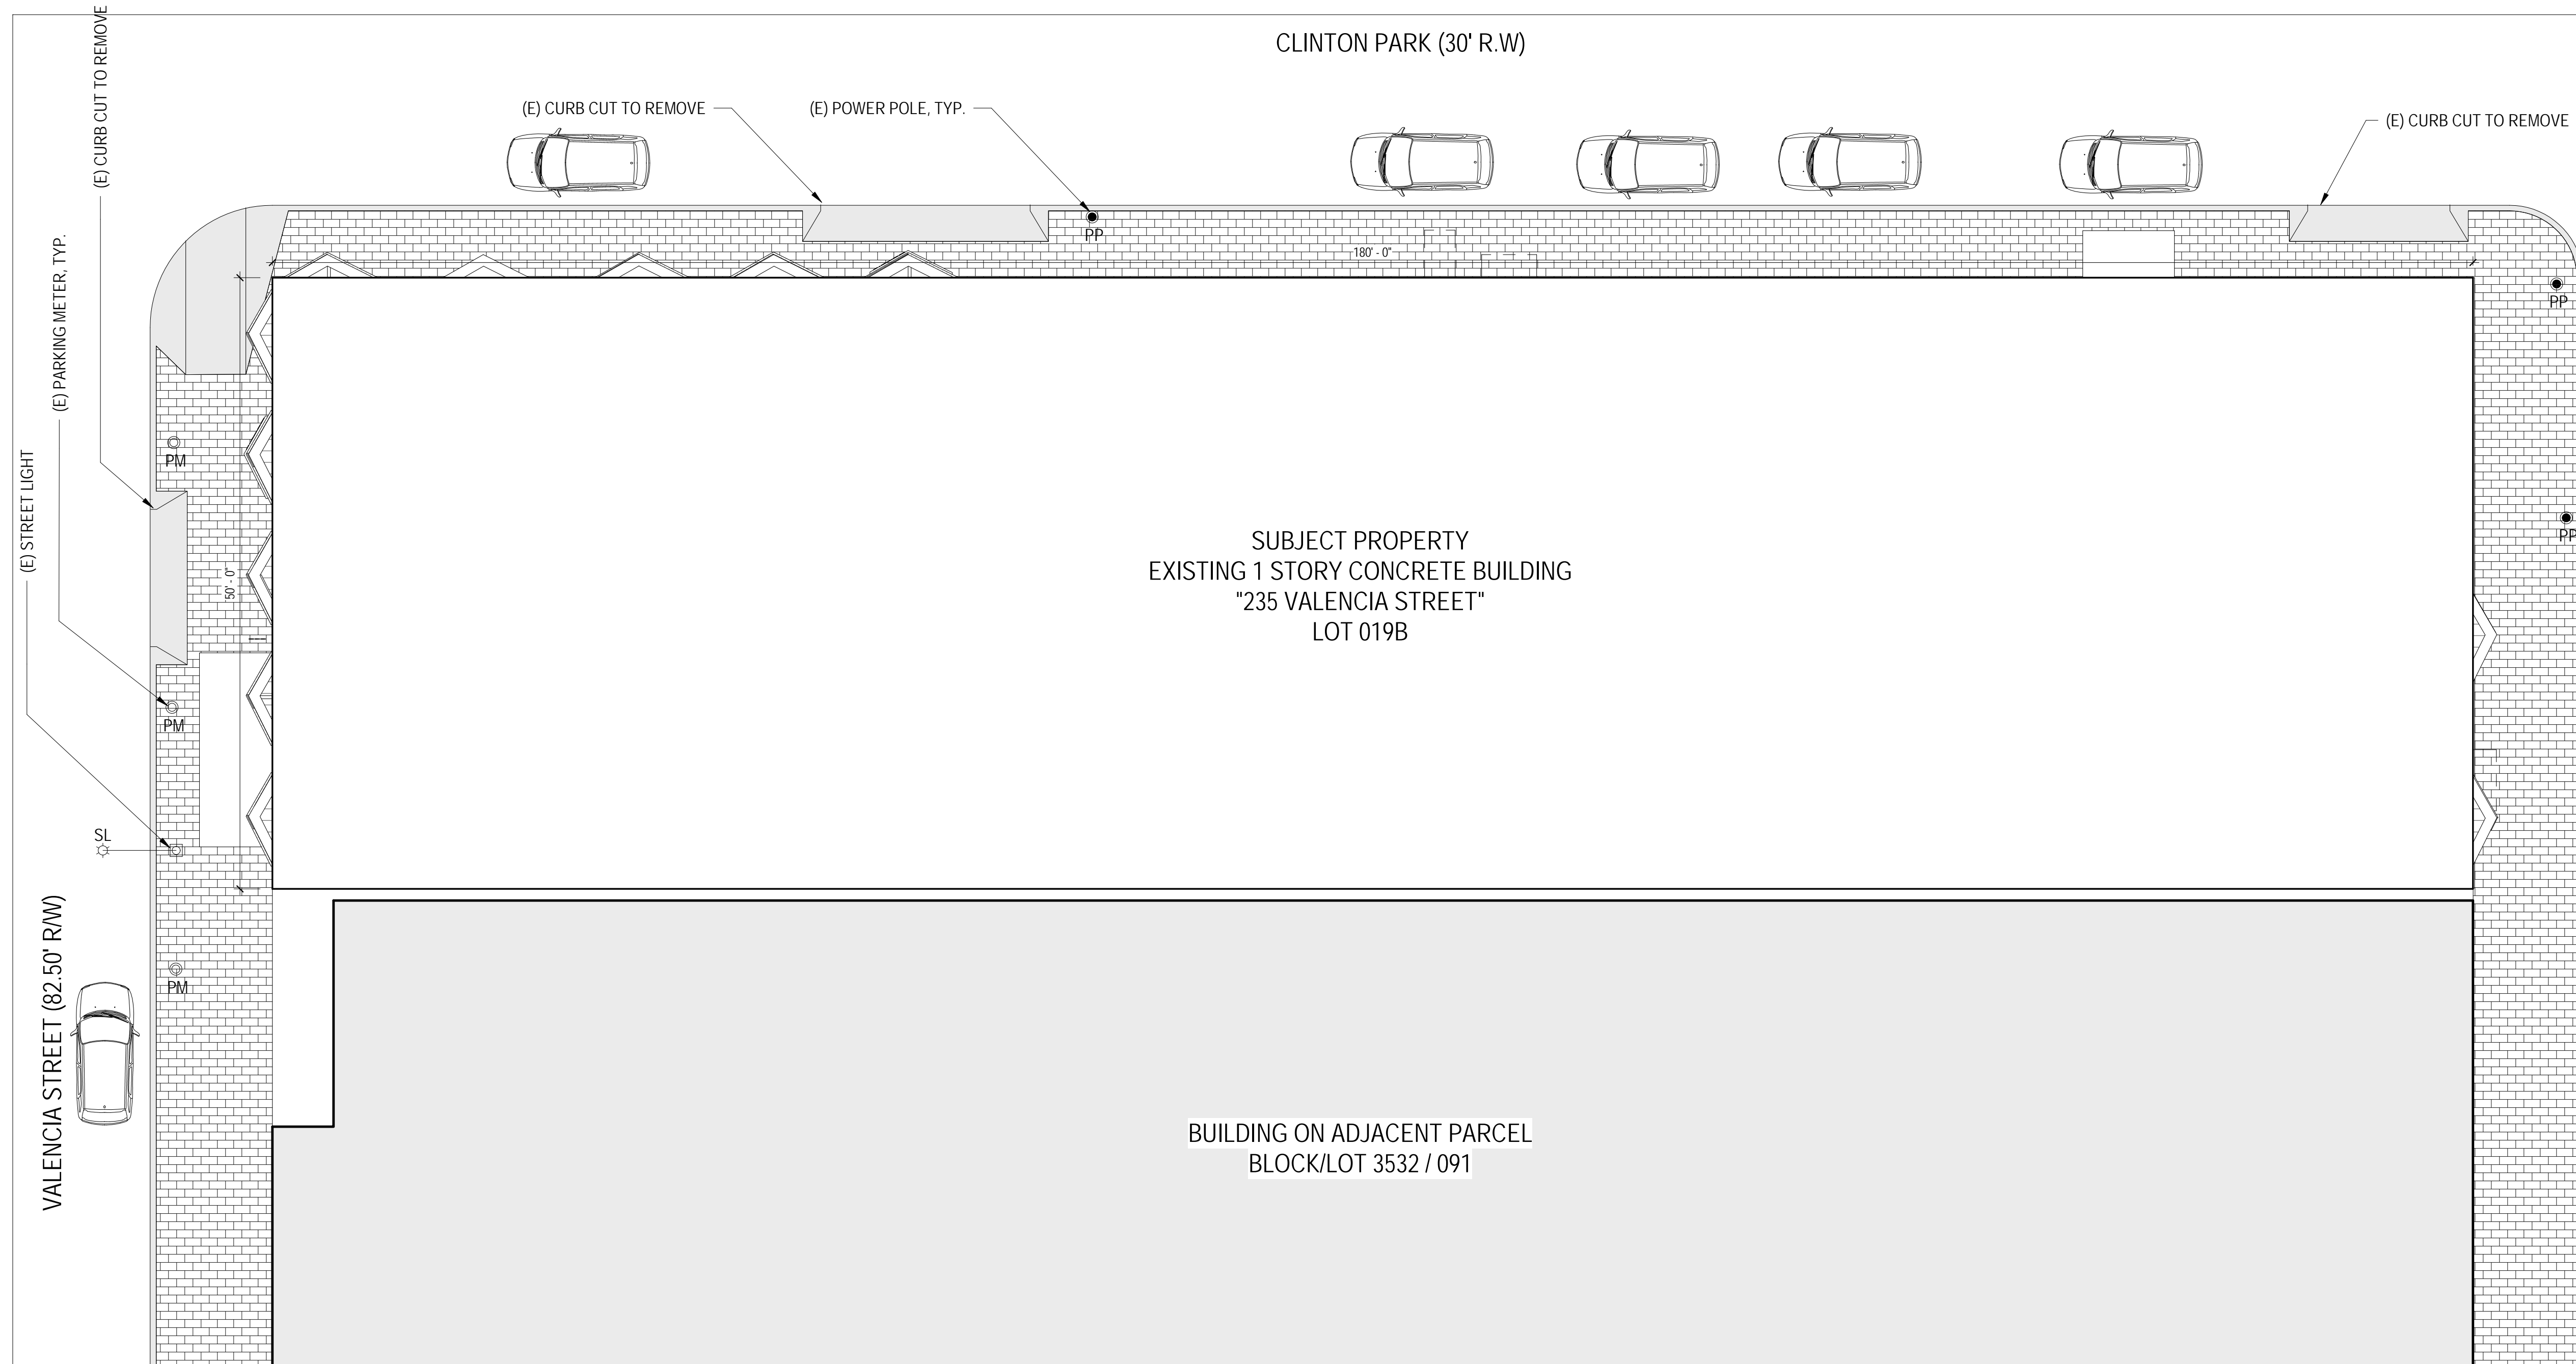 CLINTON PARK (30' R.W)
(E) CURB CUT TO REMOVE
(E) CURB CUT TO REMOVE
(E) POWER POLE, TYP.
(E) CURB CUT TO REMOVE
(E) PARKING METER, TYP.
(E) STREET LIGHT
PP
180' - 0"
PP
PM
PP
SUBJECT PROPERTY
EXISTING 1 STORY CONCRETE BUILDING
"235 VALENCIA STREET"
LOT 019B
50' - 0"
PM
SL
VALENCIA STREET (82.50' R/W)
PM
BUILDING ON ADJACENT PARCEL
BLOCK/LOT 3532 / 091